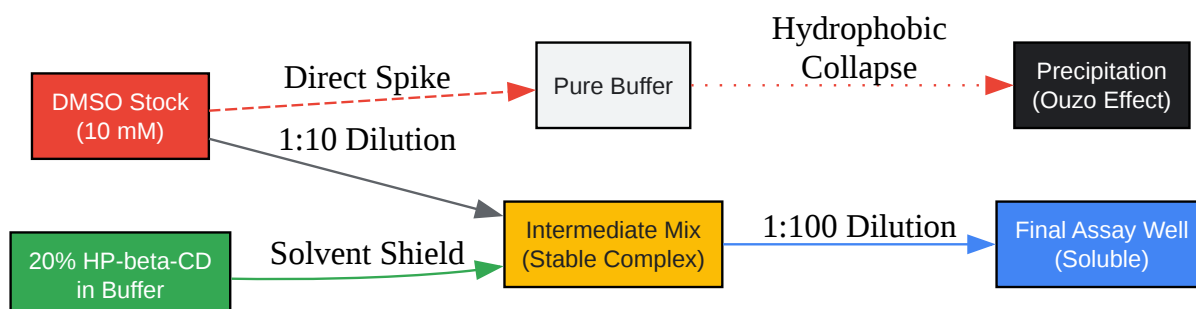 DMSO Stock
(10 mM)
Direct Spike
Pure Buffer
Hydrophobic
Collapse
Precipitation
(Ouzo Effect)
1:10 Dilution
20% HP-beta-CD
in Buffer
Solvent Shield
Intermediate Mix
(Stable Complex)
1:100 Dilution
Final Assay Well
(Soluble)